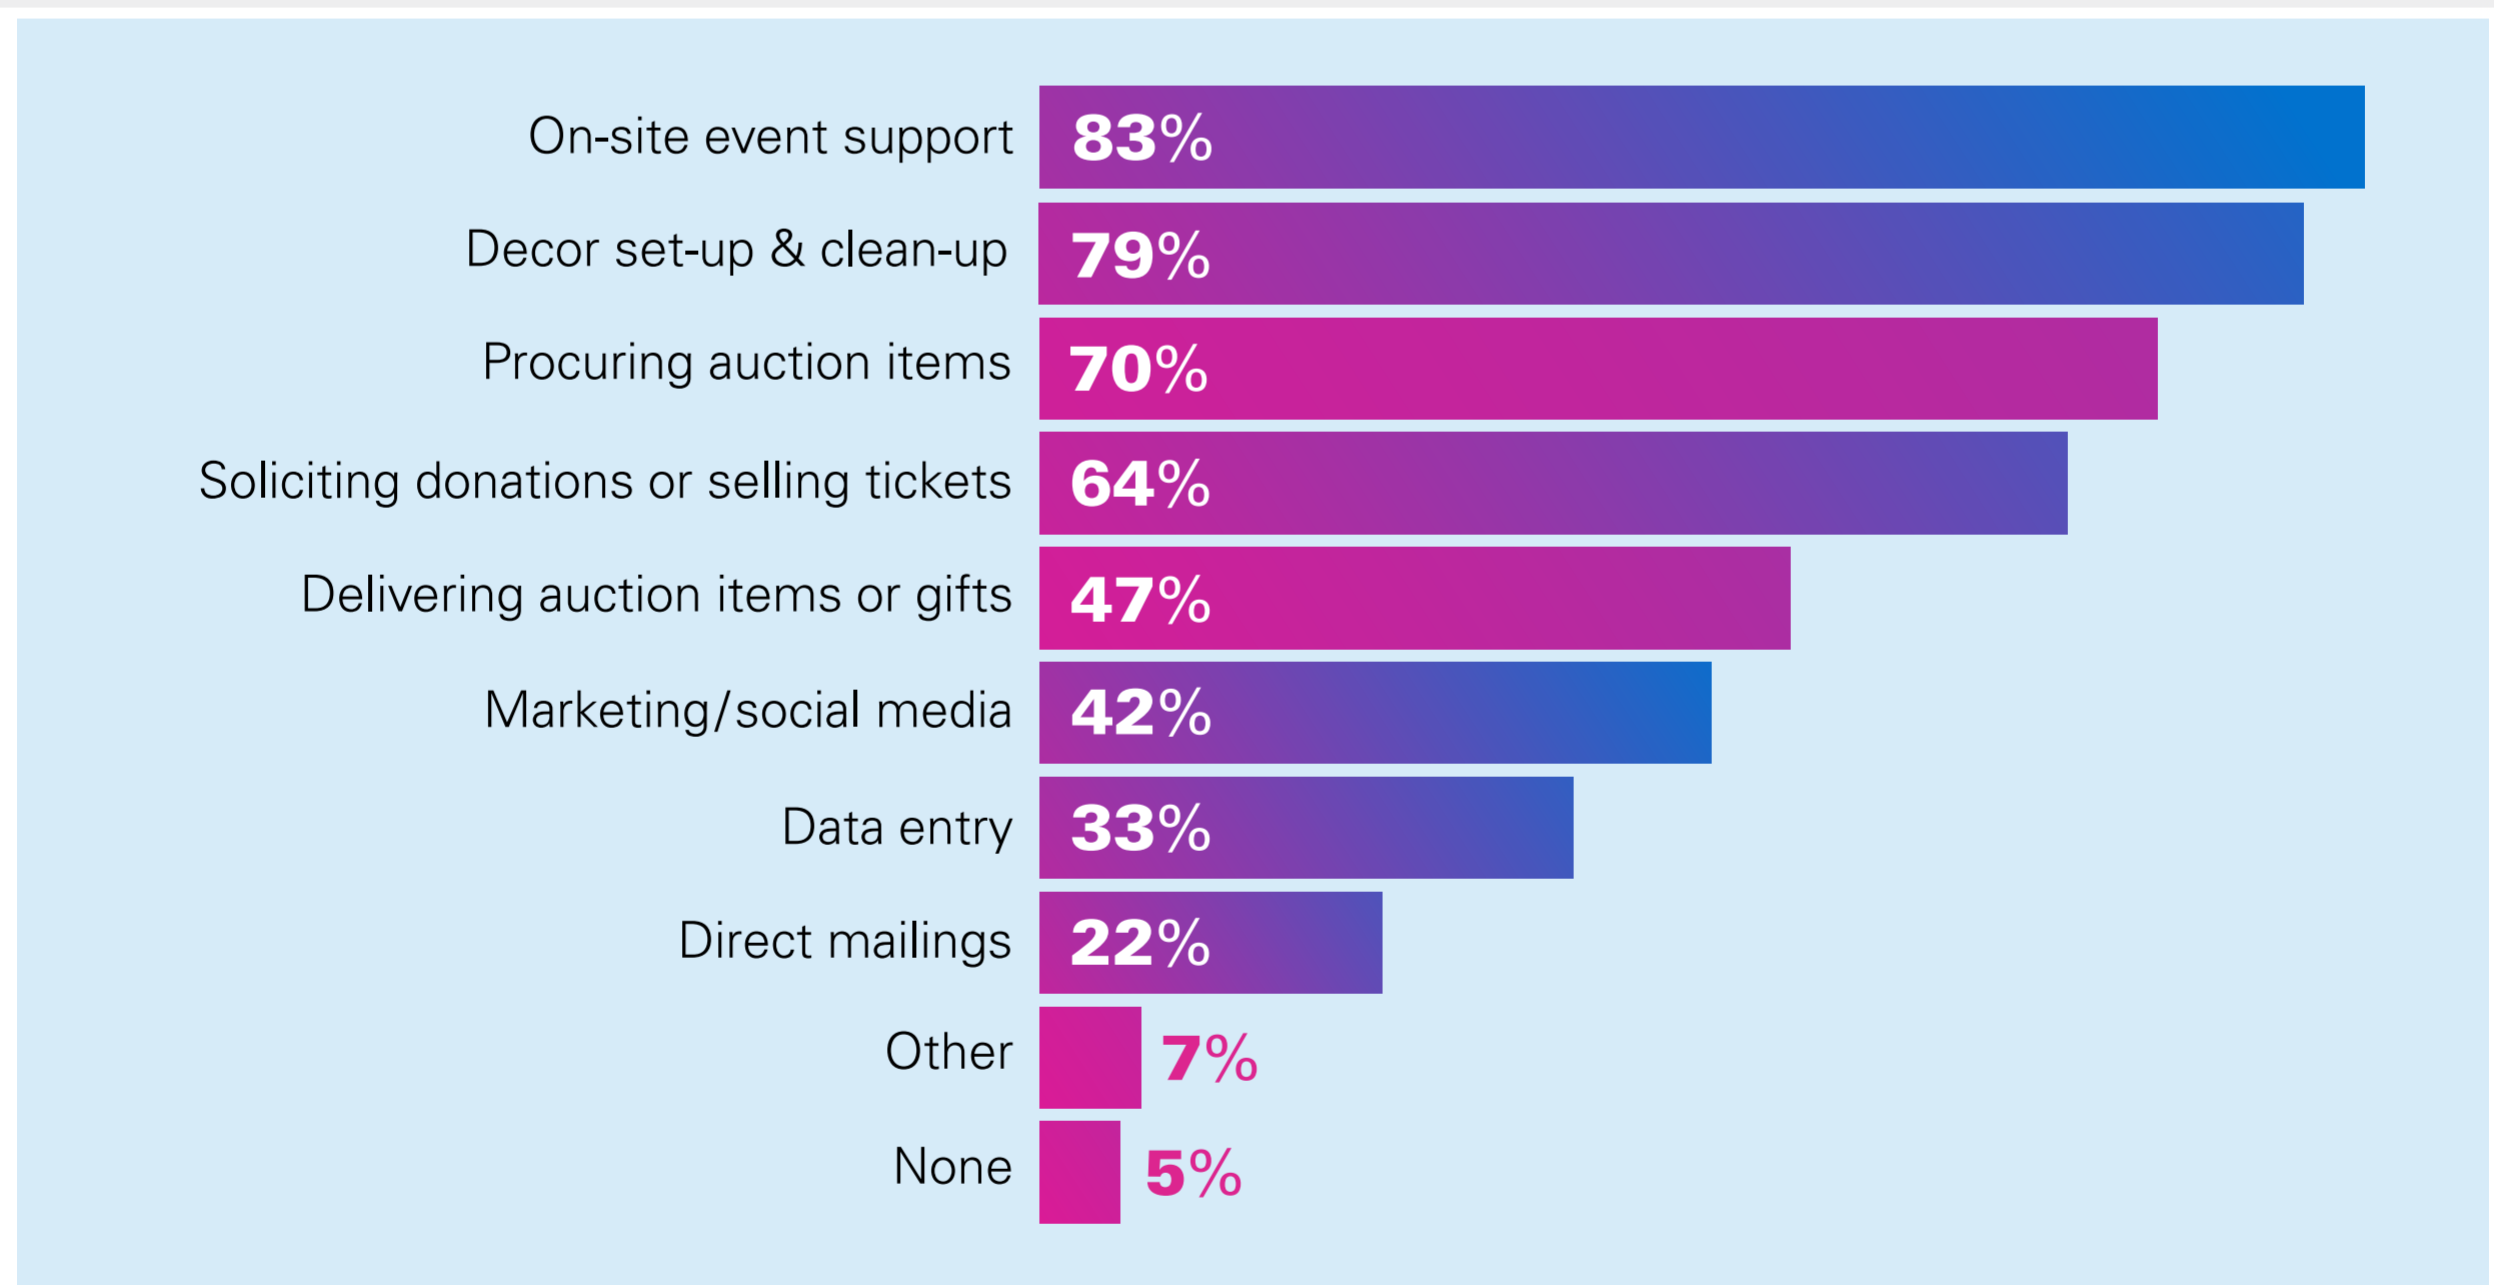 On-site event support 83%
Decor set-up & clean-up 79%
Procuring auction items 70%
Soliciting donations or selling tickets 64%
Delivering auction items or gifts 47%
Marketing/social media 42%
Data entry 33%
Direct mailings 22%
Other 7%
None 5%